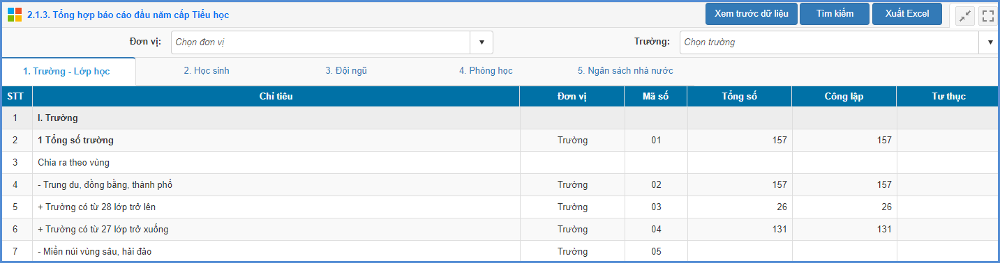 2.1.3. Tổng hợp báo cáo đầu năm cấp Tiểu học
Xem trước dữ liệu Tìm kiếm Xuất Excel
Đơn vị: Chọn đơn vị Trường: Chọn trường
1. Trường - Lớp học 2. Học sinh 3. Đội ngũ 4. Phòng học 5. Ngân sách nhà nước
STT Chỉ tiêu Đơn vị Mã số Tổng số Công lập Tư thục
1 I. Trường
2 1 Tổng số trường Trường 01 157 157
3 Chia ra theo vùng
4 - Trung du, đồng bằng, thành phố Trường 02 157 157
5 + Trường có từ 28 lớp trở lên Trường 03 26 26
6 + Trường có từ 27 lớp trở xuống Trường 04 131 131
7 - Miền núi vùng sâu, hải đảo Trường 05